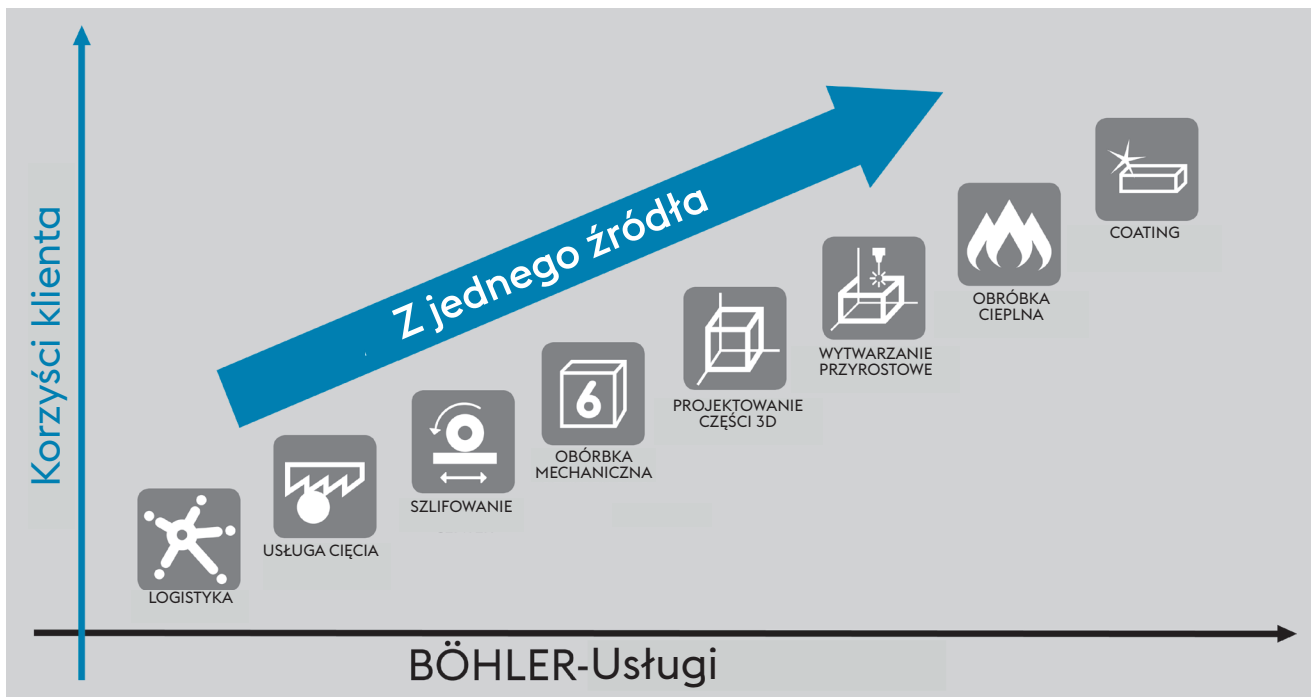 Korzyści klienta
Z jednego źródła
LOGISTYKA
USŁUGA CIĘCIA
SZLIFOWANIE
6
OBÓRBKA
MECHANICZNA
PROJEKTOWANIE
CZĘŚCI 3D
WYTWARZANIE
PRZYROSTOWE
OBRÓBKA
CIEPLNA
COATING
BÖHLER-Usługi